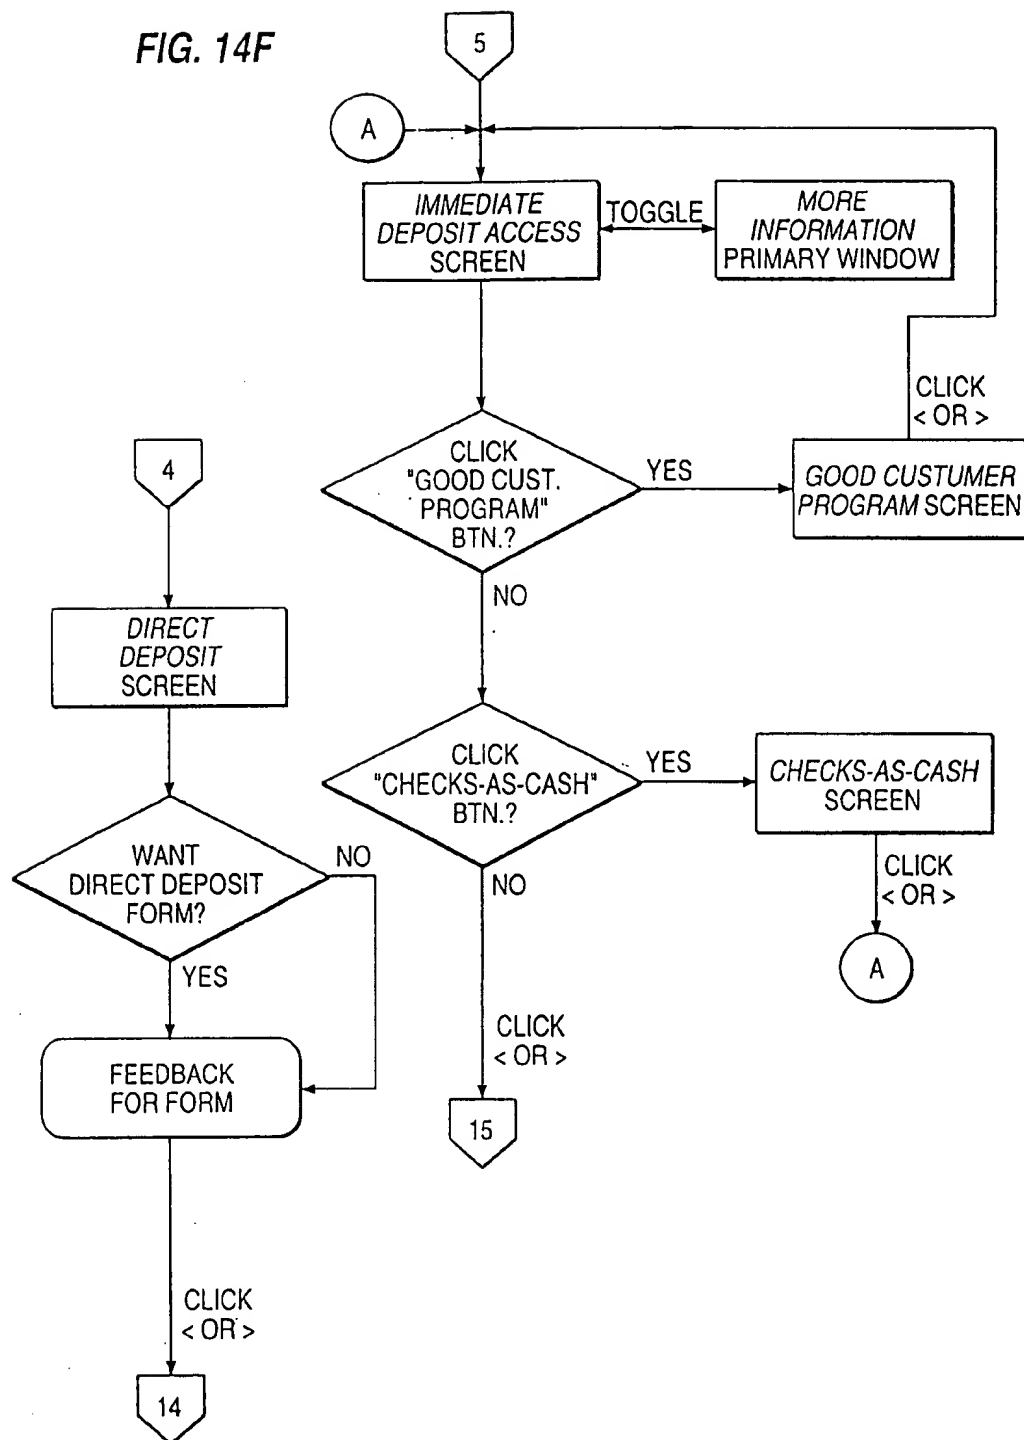 FIG. 14F
5
A
IMMEDIATE
DEPOSIT ACCESS
SCREEN
TOGGLE
MORE
INFORMATION
PRIMARY WINDOW
CLICK
< OR >
CLICK
"GOOD CUST.
PROGRAM"
BTN.?
YES
GOOD CUSTUMER
PROGRAM SCREEN
NO
4
DIRECT
DEPOSIT
SCREEN
CLICK
"CHECKS-AS-CASH"
BTN.?
YES
CHECKS-AS-CASH
SCREEN
NO
CLICK
< OR >
A
WANT
DIRECT DEPOSIT
FORM?
NO
YES
FEEDBACK
FOR FORM
CLICK
< OR >
15
CLICK
< OR >
14